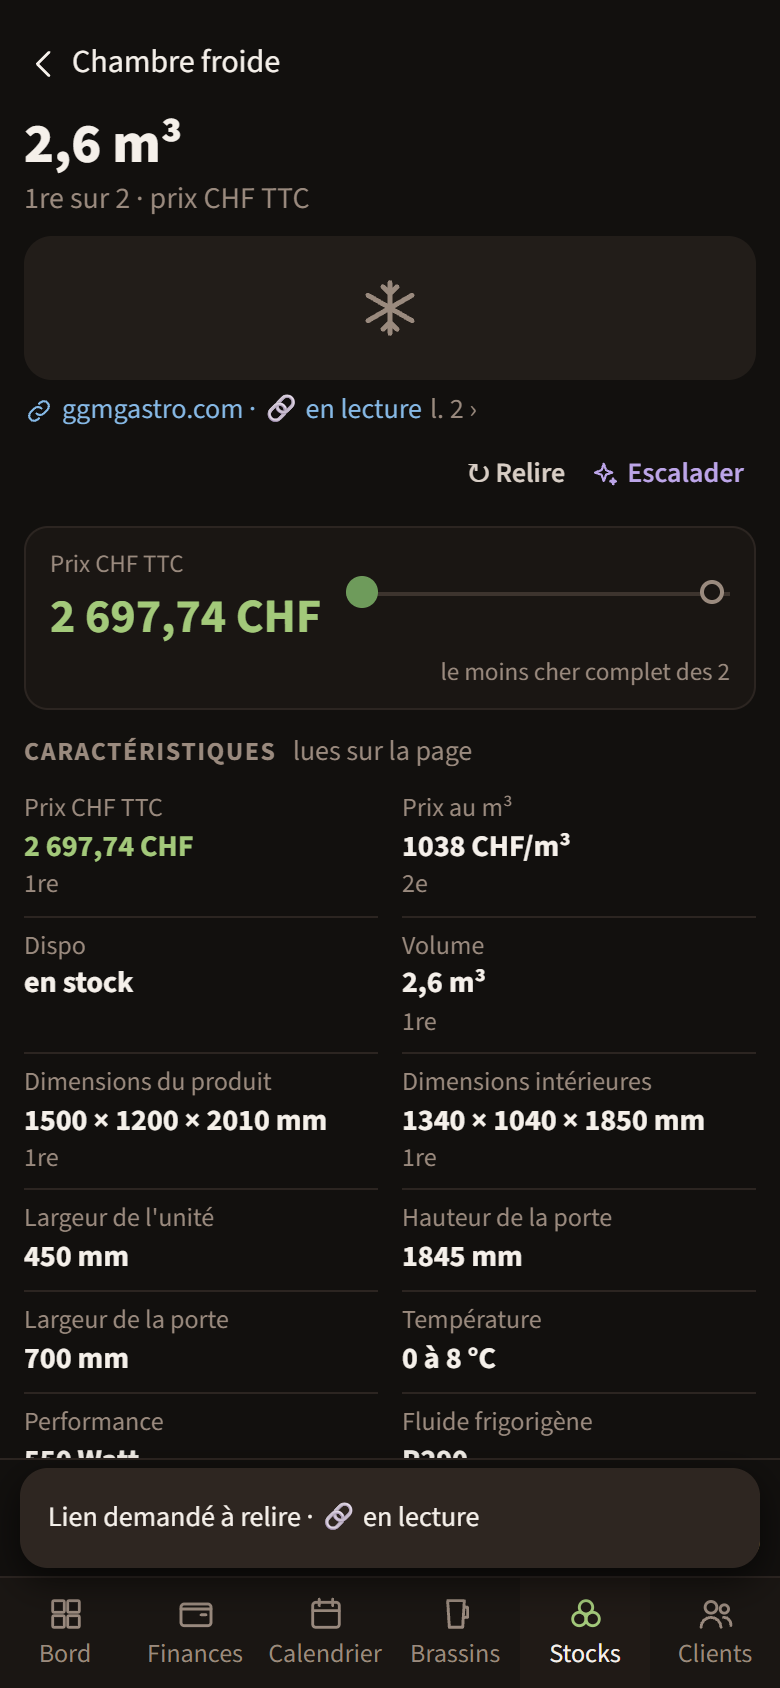 Chambre froide
2,6 m³
1re sur 2 · prix CHF TTC
ggmgastro.com · 🔗 en lecture l. 2 ›
↻ Relire Escalader
Prix CHF TTC
2 697,74 CHF
le moins cher complet des 2
CARACTÉRISTIQUES lues sur la page
Prix CHF TTC
2 697,74 CHF
1re
Prix au m³
1038 CHF/m³
2e
Dispo
en stock
Volume
2,6 m³
1re
Dimensions du produit
1500 × 1200 × 2010 mm
1re
Dimensions intérieures
1340 × 1040 × 1850 mm
1re
Largeur de l'unité
450 mm
Hauteur de la porte
1845 mm
Largeur de la porte
700 mm
Température
0 à 8 °C
Performance
550 Watt
Fluide frigorigène
R290
Lien demandé à relire · 🔗 en lecture
Bord Finances Calendrier Brassins Stocks Clients